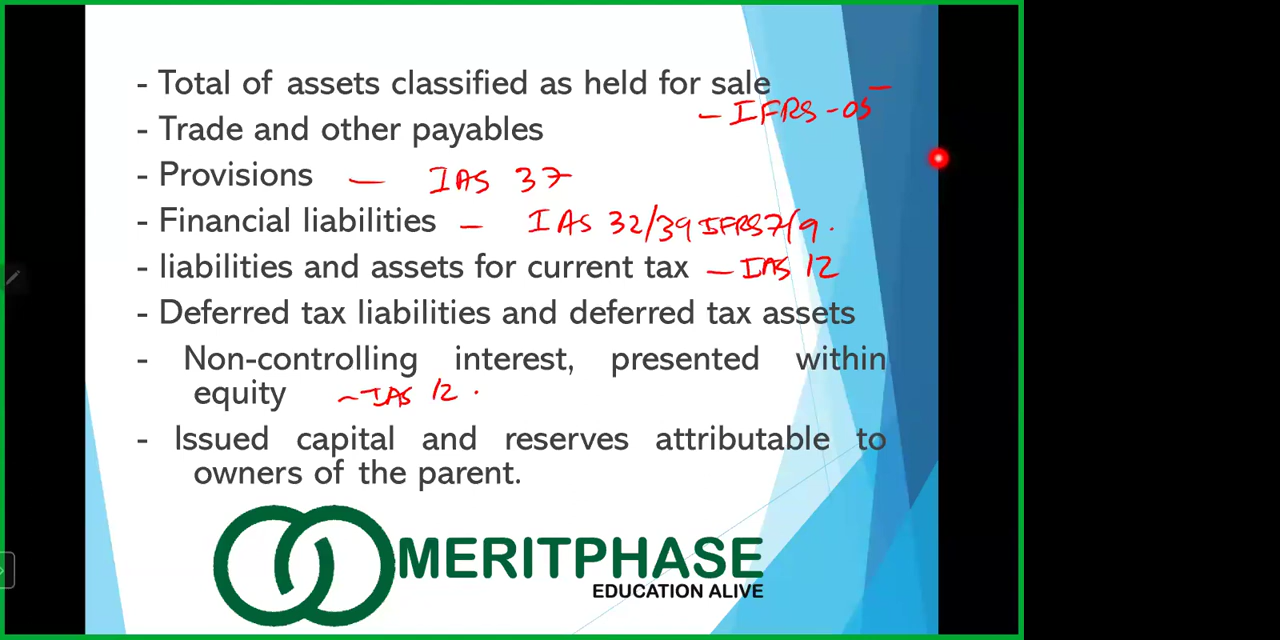 - Total of assets classified as held for sale
- IFRS - 05
- Trade and other payables
- Provisions - IAS 37
- Financial liabilities - IAS 32/39 IFRS 7/9.
- liabilities and assets for current tax - IAS 12
- Deferred tax liabilities and deferred tax assets
- Non-controlling interest, presented within
equity - IAS 12.
- Issued capital and reserves attributable to
owners of the parent.
MERITPHASE
EDUCATION ALIVE